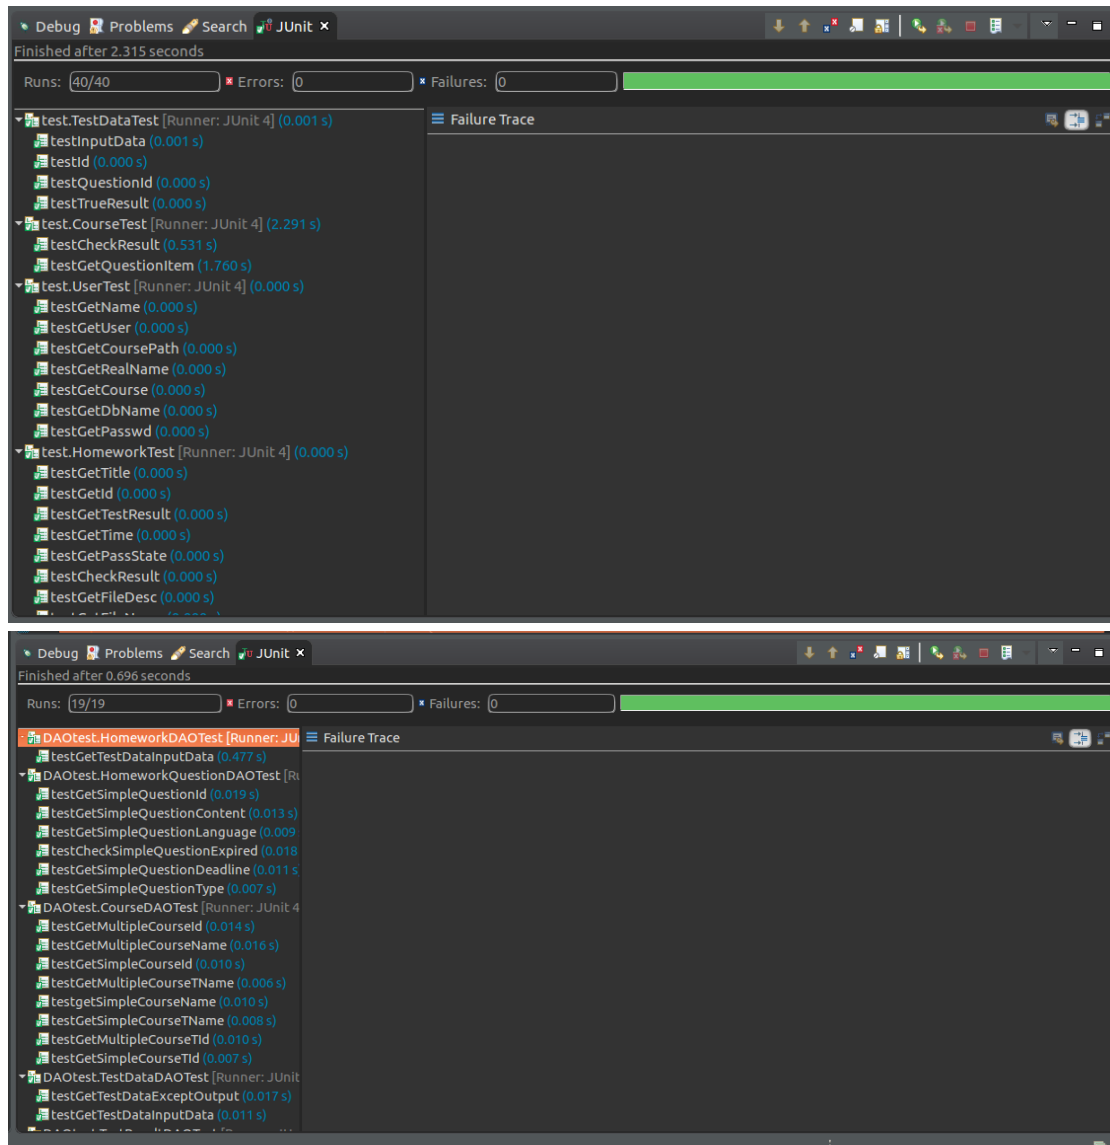 Debug Problems Search JUnit
Finished after 2.315 seconds
Runs: 40/40 Errors: 0 Failures: 0
test.TestDataTest [Runner: JUnit 4] (0.001 s)
Failure Trace
testInputData (0.001 s)
testId (0.000 s)
testQuestionId (0.000 s)
testTrueResult (0.000 s)
test.CourseTest [Runner: JUnit 4] (2.291 s)
testCheckResult (0.531 s)
testGetQuestionItem (1.760 s)
test.UserTest [Runner: JUnit 4] (0.000 s)
testGetName (0.000 s)
testGetUser (0.000 s)
testGetCoursePath (0.000 s)
testGetRealName (0.000 s)
testGetCourse (0.000 s)
testGetDbName (0.000 s)
testGetPasswd (0.000 s)
test.HomeworkTest [Runner: JUnit 4] (0.000 s)
testGetTitle (0.000 s)
testGetId (0.000 s)
testGetTestResult (0.000 s)
testGetTime (0.000 s)
testGetPassState (0.000 s)
testCheckResult (0.000 s)
testGetFileDesc (0.000 s)
Debug Problems Search JUnit
Finished after 0.696 seconds
Runs: 19/19 Errors: 0 Failures: 0
DAOtest.HomeworkDAOTest [Runner: JU
Failure Trace
testGetTestDataInputData (0.477 s)
DAOtest.HomeworkQuestionDAOTest [Ru
testGetSimpleQuestionId (0.019 s)
testGetSimpleQuestionContent (0.013 s)
testGetSimpleQuestionLanguage (0.009
testCheckSimpleQuestionExpired (0.018
testGetSimpleQuestionDeadline (0.011 s
testGetSimpleQuestionType (0.007 s)
DAOtest.CourseDAOTest [Runner: JUnit 4
testGetMultipleCourseId (0.014 s)
testGetMultipleCourseName (0.016 s)
testGetSimpleCourseId (0.010 s)
testGetMultipleCourseTName (0.006 s)
testgetSimpleCourseName (0.010 s)
testGetSimpleCourseTName (0.008 s)
testGetMultipleCourseTId (0.010 s)
testGetSimpleCourseTId (0.007 s)
DAOtest.TestDataDAOTest [Runner: JUnit
testGetTestDataExceptOutput (0.017 s)
testGetTestDataInputData (0.011 s)